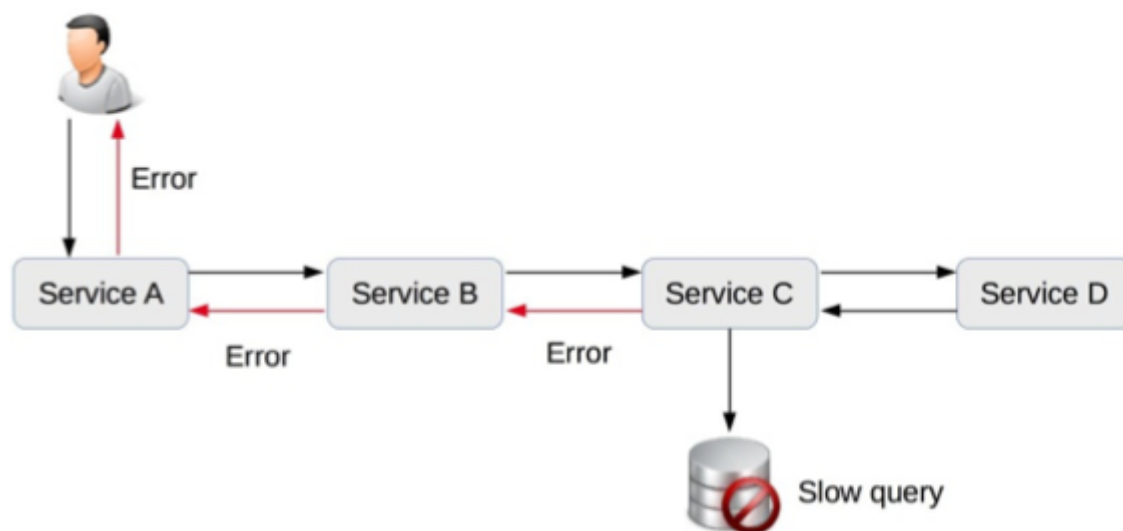 Error
Service A
Service B
Service C
Service D
Error
Error
Slow query